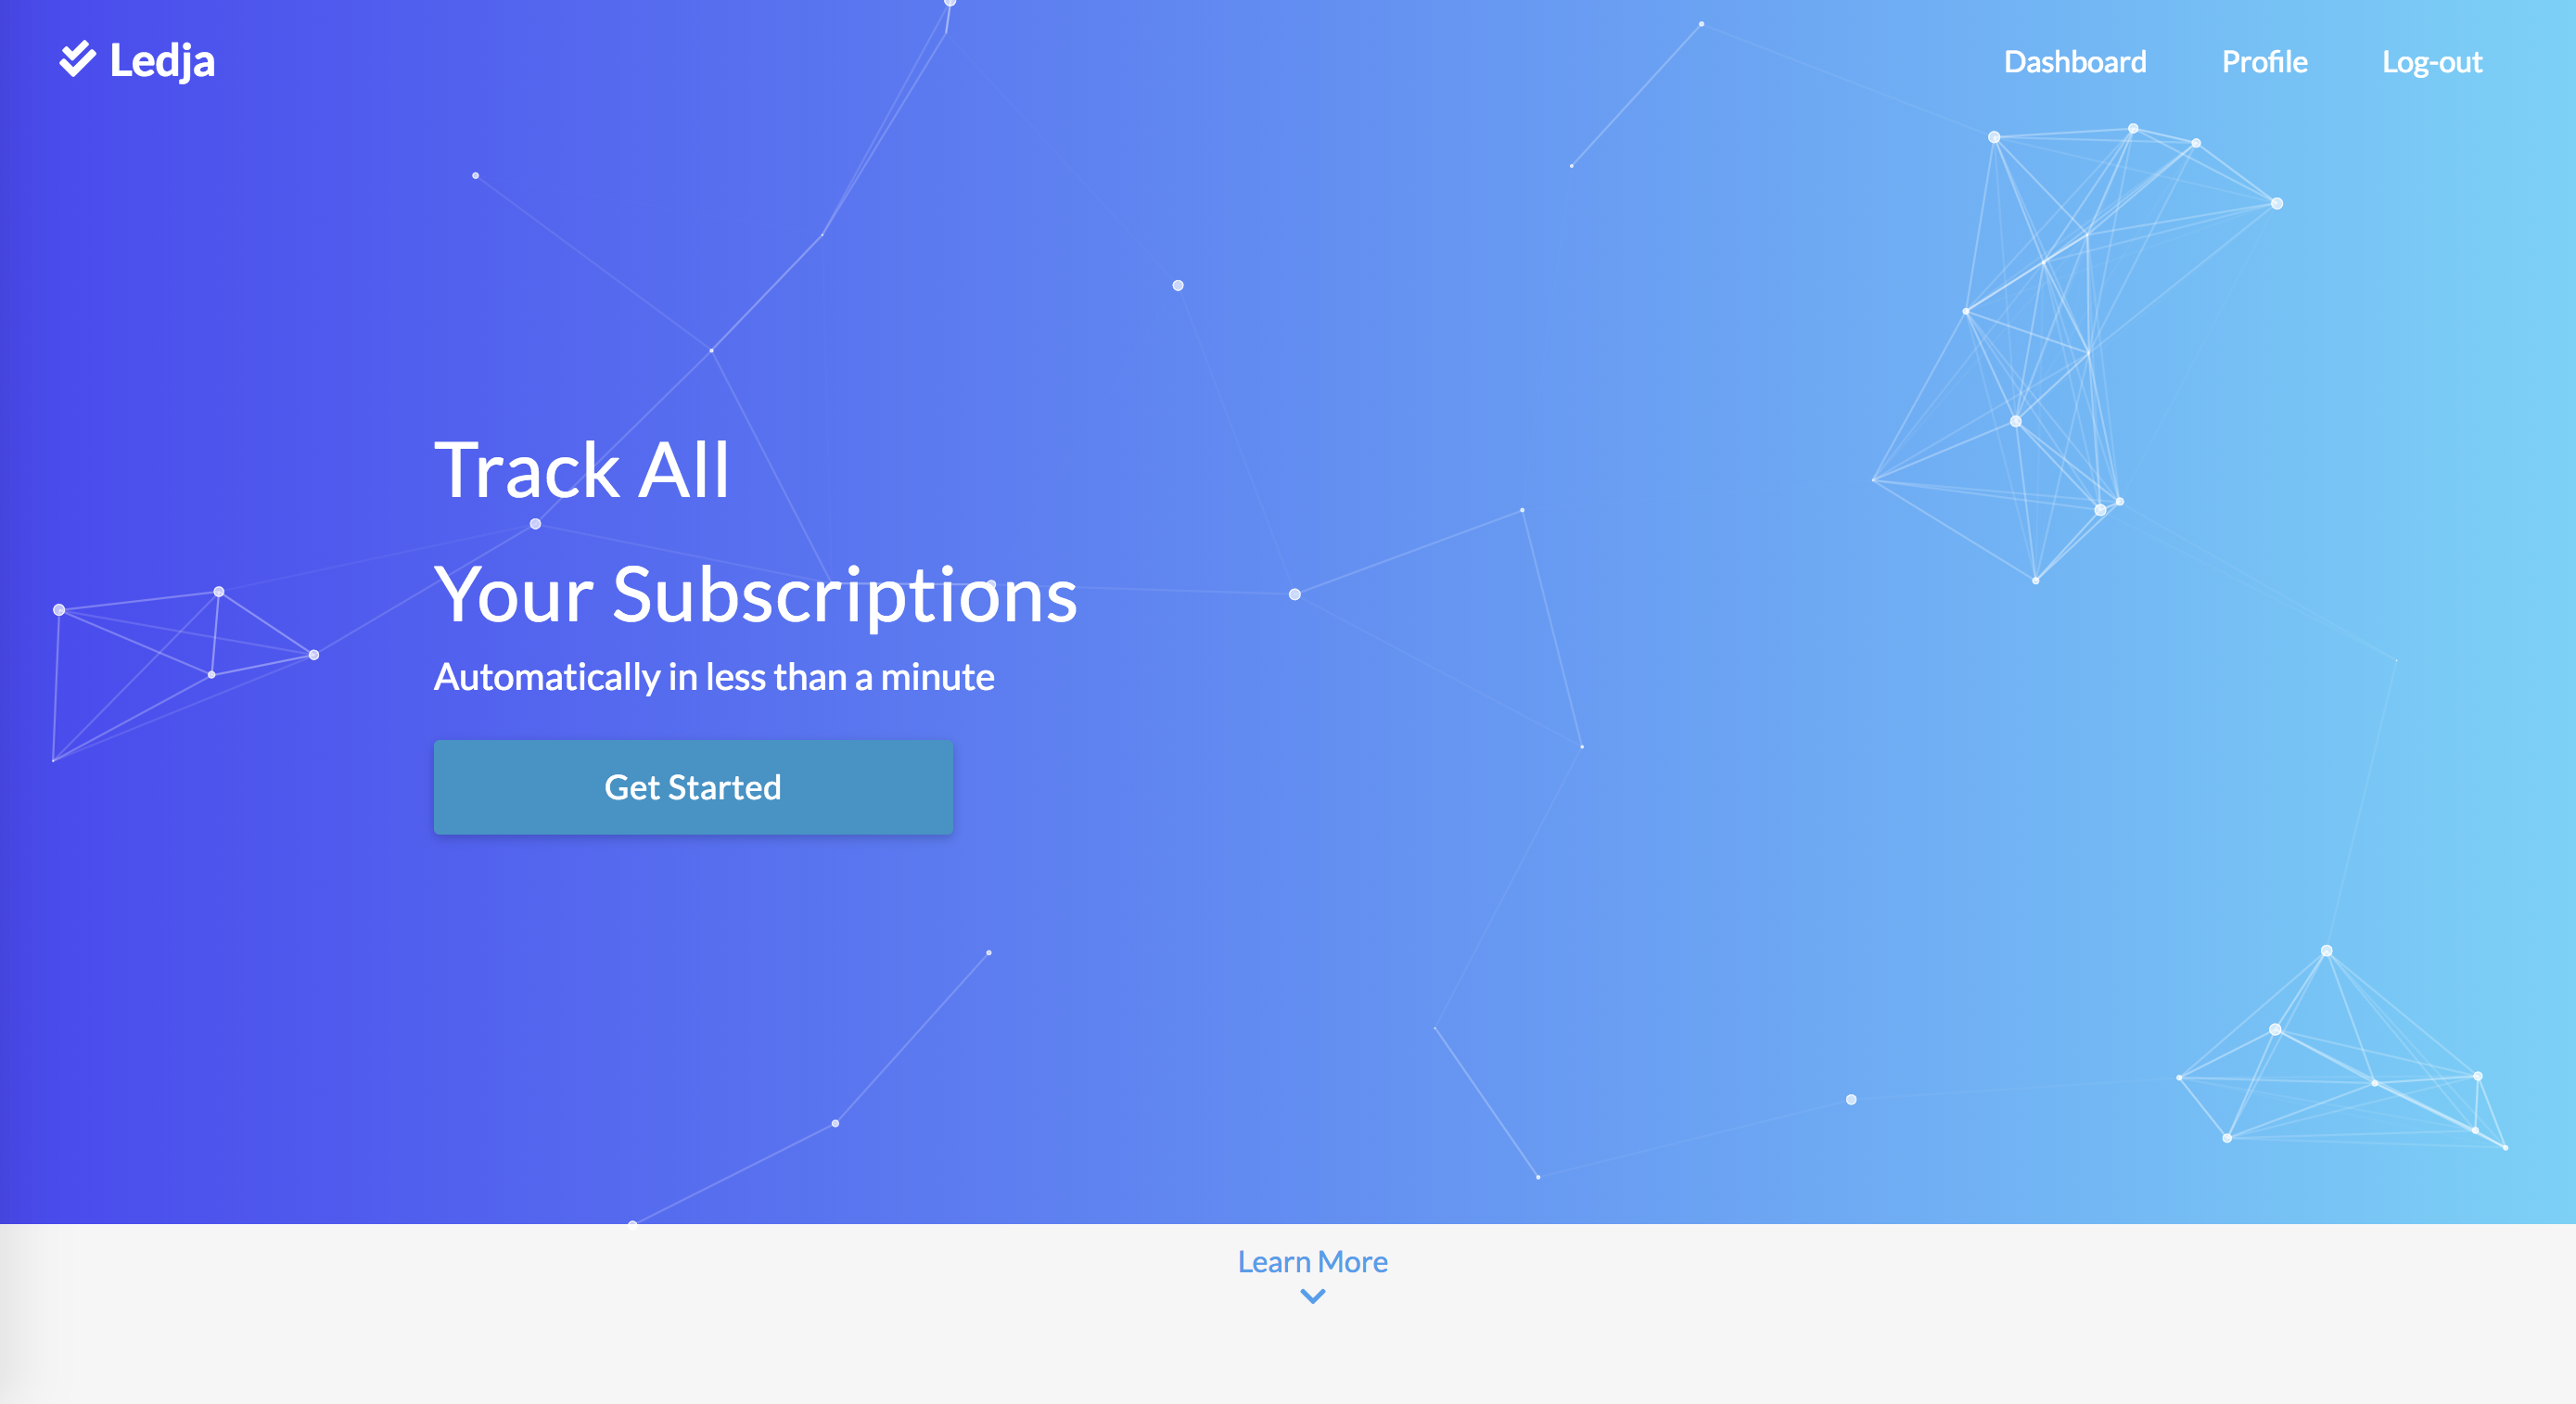 Ledja
Dashboard Profile Log-out
Track All
Your Subscriptions
Automatically in less than a minute
Get Started
Learn More